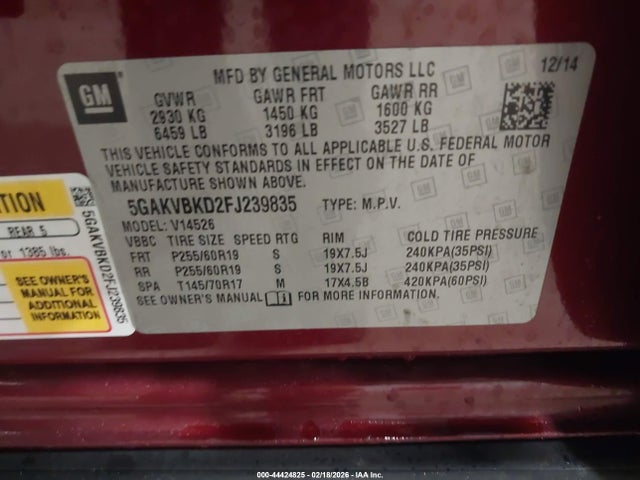 GM
MFD BY GENERAL MOTORS LLC
12/14
GVWR GAWR FRT GAWR RR
2930 KG 1450 KG 1600 KG
6459 LB 3196 LB 3527 LB
THIS VEHICLE CONFORMS TO ALL APPLICABLE U.S. FEDERAL MOTOR
VEHICLE SAFETY STANDARDS IN EFFECT ON THE DATE OF
MANUFACTURE SHOWN ABOVE.
5GAKVBKD2FJ239835 TYPE: M.P.V.
MODEL: V14526
VBBC TIRE SIZE SPEED RTG RIM COLD TIRE PRESSURE
FRT P255/60R19 S 19X7.5J 240KPA(35PSI)
RR P255/60R19 S 19X7.5J 240KPA(35PSI)
SPA T145/70R17 M 17X4.5B 420KPA(60PSI)
SEE OWNER'S MANUAL FOR MORE INFORMATION.
REAR 5
or 1385 lbs.
SEE OWNER'S
MANUAL FOR
ADDITIONAL
INFORMATION
5GAKVBKD2FJ239835
000-44424825 - 02/18/2026 - IAA Inc.